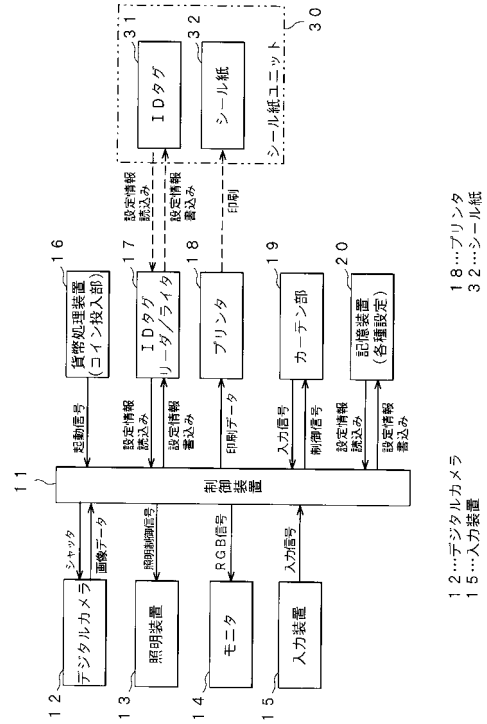 11
制御装置
12
デジタルカメラ
シャッタ
画像データ
13
照明装置
照明制御信号
14
モニタ
RGB信号
15
入力装置
入力信号
16
貨幣処理装置
(コイン投入部)
起動信号
17
IDタグ
リーダ/ライタ
設定情報
読込み
設定情報
書込み
18
プリンタ
印刷データ
19
カーテン部
入力信号
制御信号
20
記憶装置
(各種設定)
設定情報
読込み
設定情報
書込み
30
シール紙ユニット
31
IDタグ
設定情報
読込み
設定情報
書込み
32
シール紙
印刷
12…デジタルカメラ
15…入力装置
18…プリンタ
32…シール紙